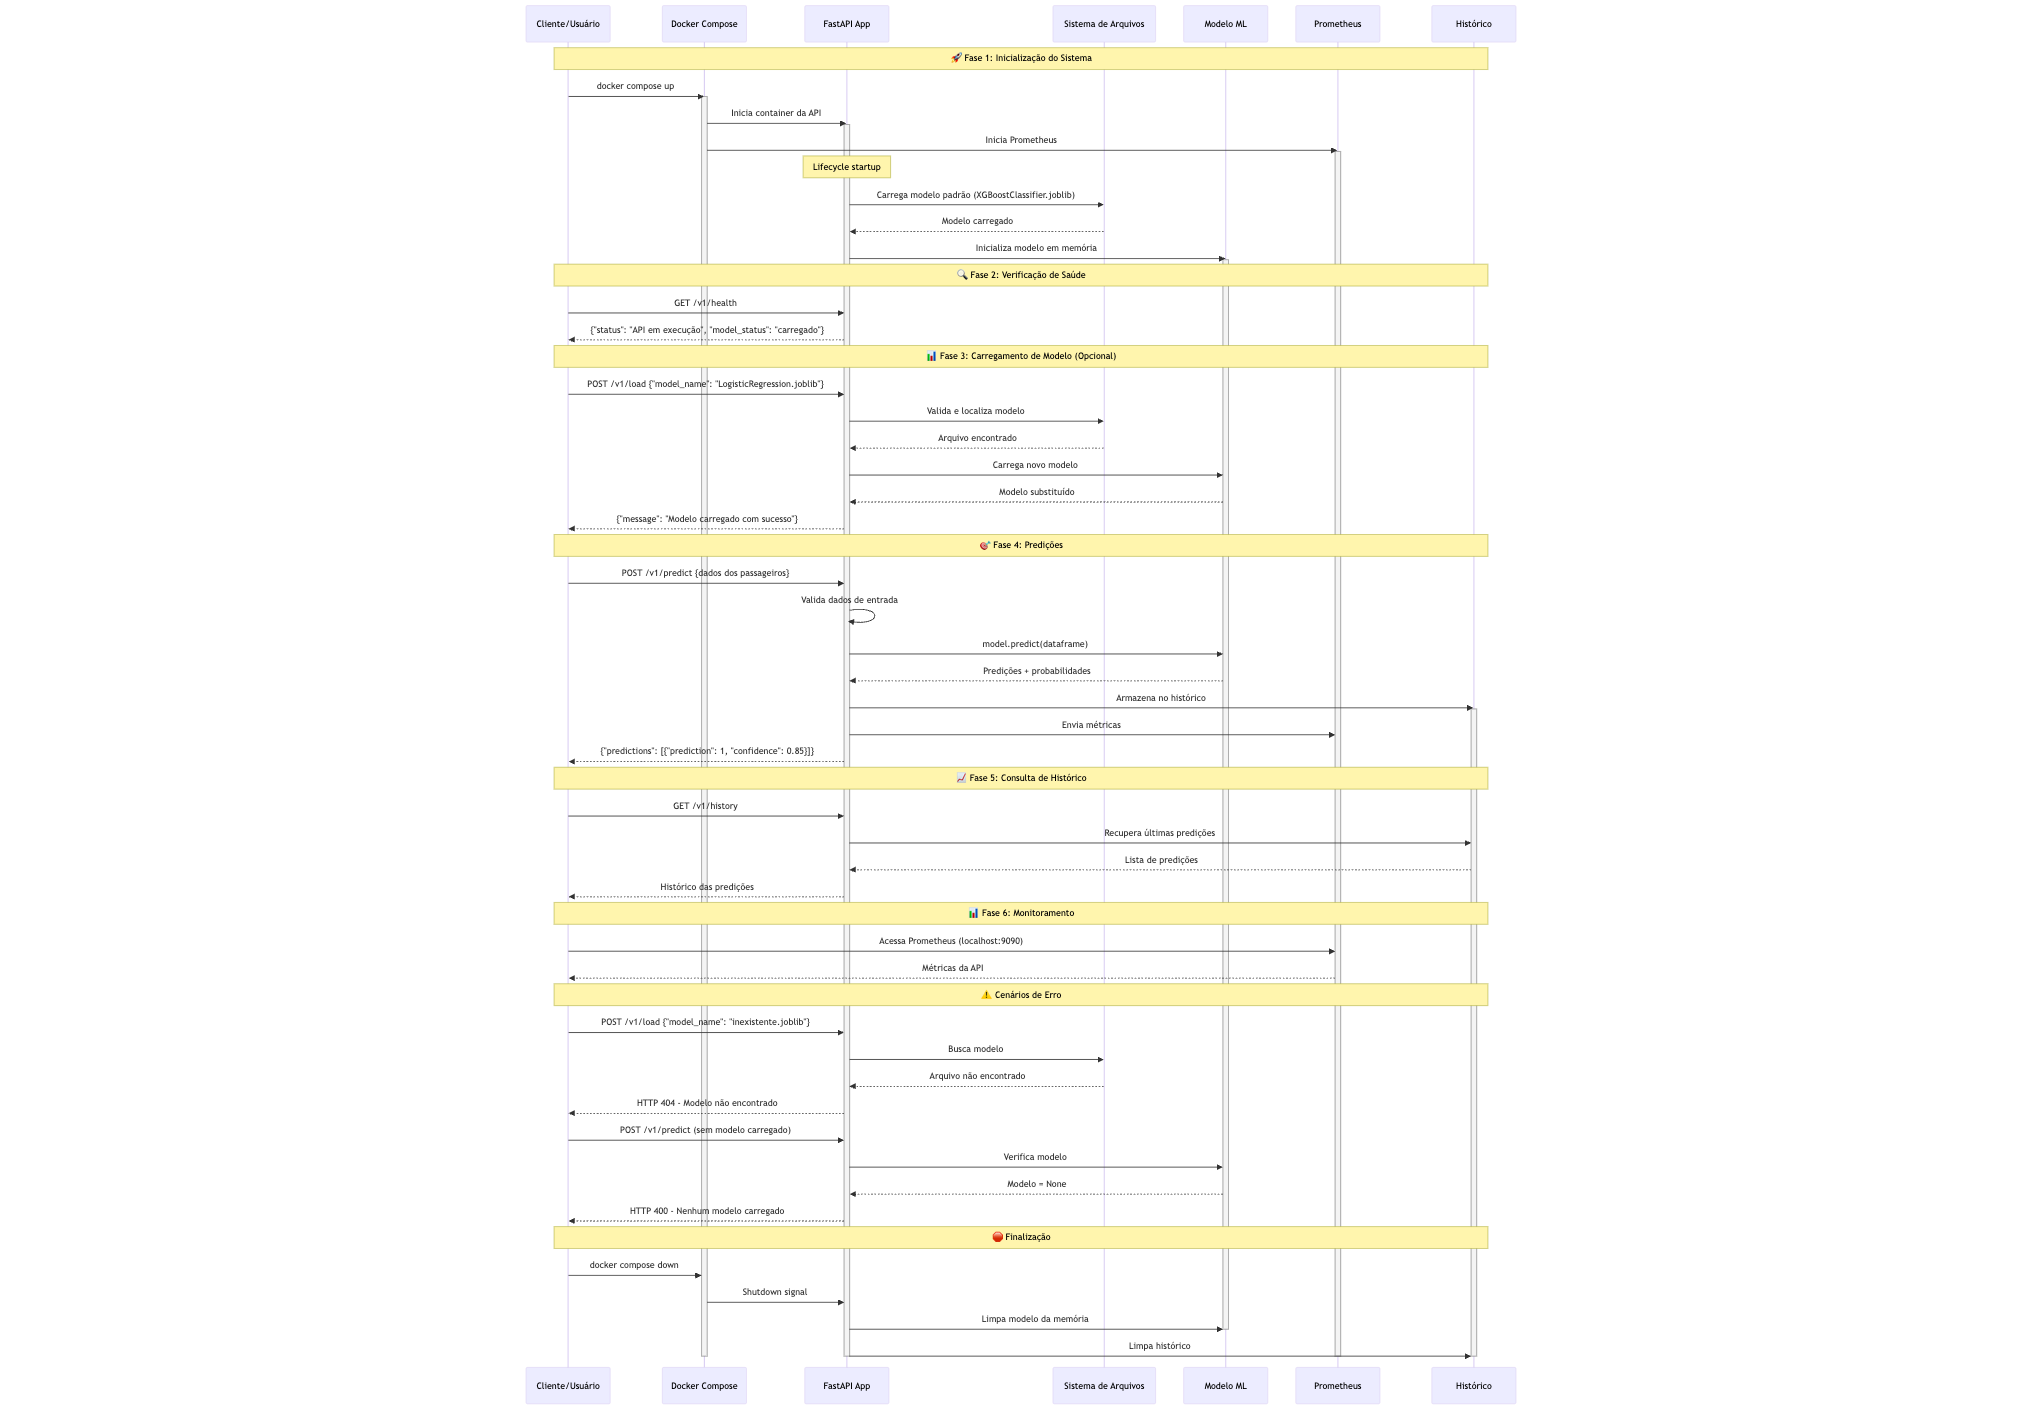 Cliente/Usuário
Docker Compose
FastAPI App
Sistema de Arquivos
Modelo ML
Prometheus
Histórico
🚀 Fase 1: Inicialização do Sistema
docker compose up
Inicia container da API
Inicia Prometheus
Lifecycle startup
Carrega modelo padrão (XGBoostClassifier.joblib)
Modelo carregado
Inicializa modelo em memória
🔍 Fase 2: Verificação de Saúde
GET /v1/health
{"status": "API em execução", "model_status": "carregado"}
📊 Fase 3: Carregamento de Modelo (Opcional)
POST /v1/load {"model_name": "LogisticRegression.joblib"}
Valida e localiza modelo
Arquivo encontrado
Carrega novo modelo
Modelo substituído
{"message": "Modelo carregado com sucesso"}
🎯 Fase 4: Predições
POST /v1/predict {dados dos passageiros}
Valida dados de entrada
model.predict(dataframe)
Predições + probabilidades
Armazena no histórico
Envia métricas
{"predictions": [{"prediction": 1, "confidence": 0.85}]}
📈 Fase 5: Consulta de Histórico
GET /v1/history
Recupera últimas predições
Lista de predições
Histórico das predições
📊 Fase 6: Monitoramento
Acessa Prometheus (localhost:9090)
Métricas da API
⚠️ Cenários de Erro
POST /v1/load {"model_name": "inexistente.joblib"}
Busca modelo
Arquivo não encontrado
HTTP 404 - Modelo não encontrado
POST /v1/predict (sem modelo carregado)
Verifica modelo
Modelo = None
HTTP 400 - Nenhum modelo carregado
🛑 Finalização
docker compose down
Shutdown signal
Limpa modelo da memória
Limpa histórico
Cliente/Usuário
Docker Compose
FastAPI App
Sistema de Arquivos
Modelo ML
Prometheus
Histórico